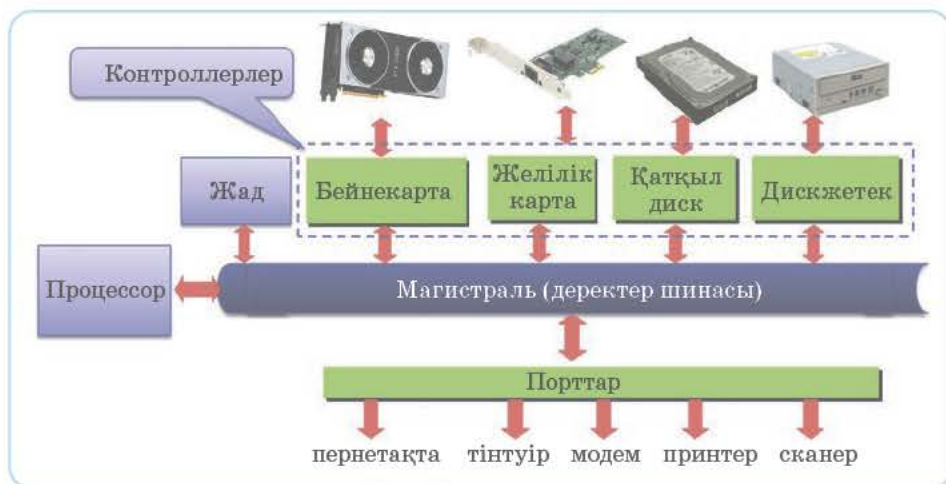 Контроллерлер
Жад
Бейнекарта
Желілік
карта
Қатқыл
диск
Дискжетек
Процессор
Магистраль (деректер шинасы)
Порттар
пернетақта
тінтуір
модем
принтер
сканер